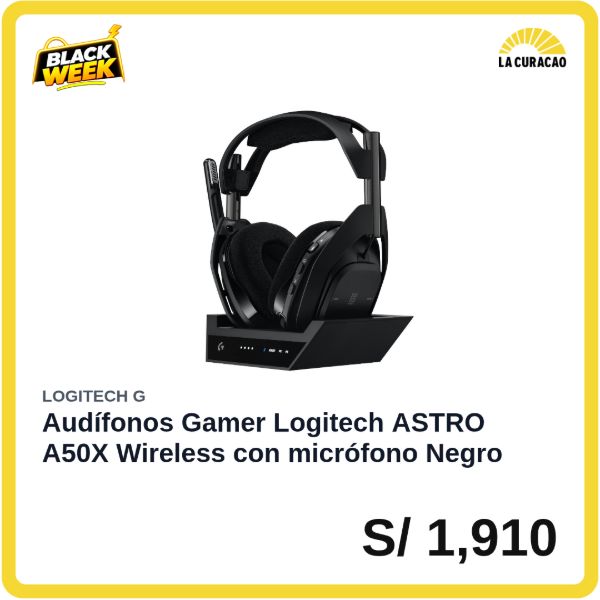 BLACK
WEEK
LA CURACAO
LOGITECH G
Audífonos Gamer Logitech ASTRO
A50X Wireless con micrófono Negro
S/ 1,910